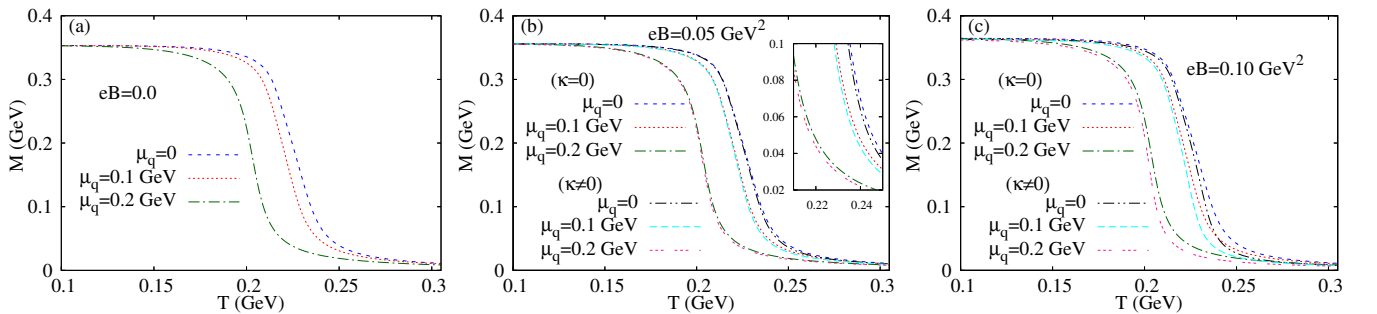 (a)
eB=0.0
μq=0
μq=0.1 GeV
μq=0.2 GeV
0.4
0.3
0.2
0.1
0
M (GeV)
0.1 0.15 0.2 0.25 0.3
T (GeV)
(b)
eB=0.05 GeV²
(κ=0)
μq=0
μq=0.1 GeV
μq=0.2 GeV
(κ≠0)
μq=0
μq=0.1 GeV
μq=0.2 GeV
0.1
0.08
0.06
0.04
0.02
0.22 0.24
0.4
0.3
0.2
0.1
0
M (GeV)
0.1 0.15 0.2 0.25 0.3
T (GeV)
(c)
eB=0.10 GeV²
(κ=0)
μq=0
μq=0.1 GeV
μq=0.2 GeV
(κ≠0)
μq=0
μq=0.1 GeV
μq=0.2 GeV
0.4
0.3
0.2
0.1
0
M (GeV)
0.1 0.15 0.2 0.25 0.3
T (GeV)